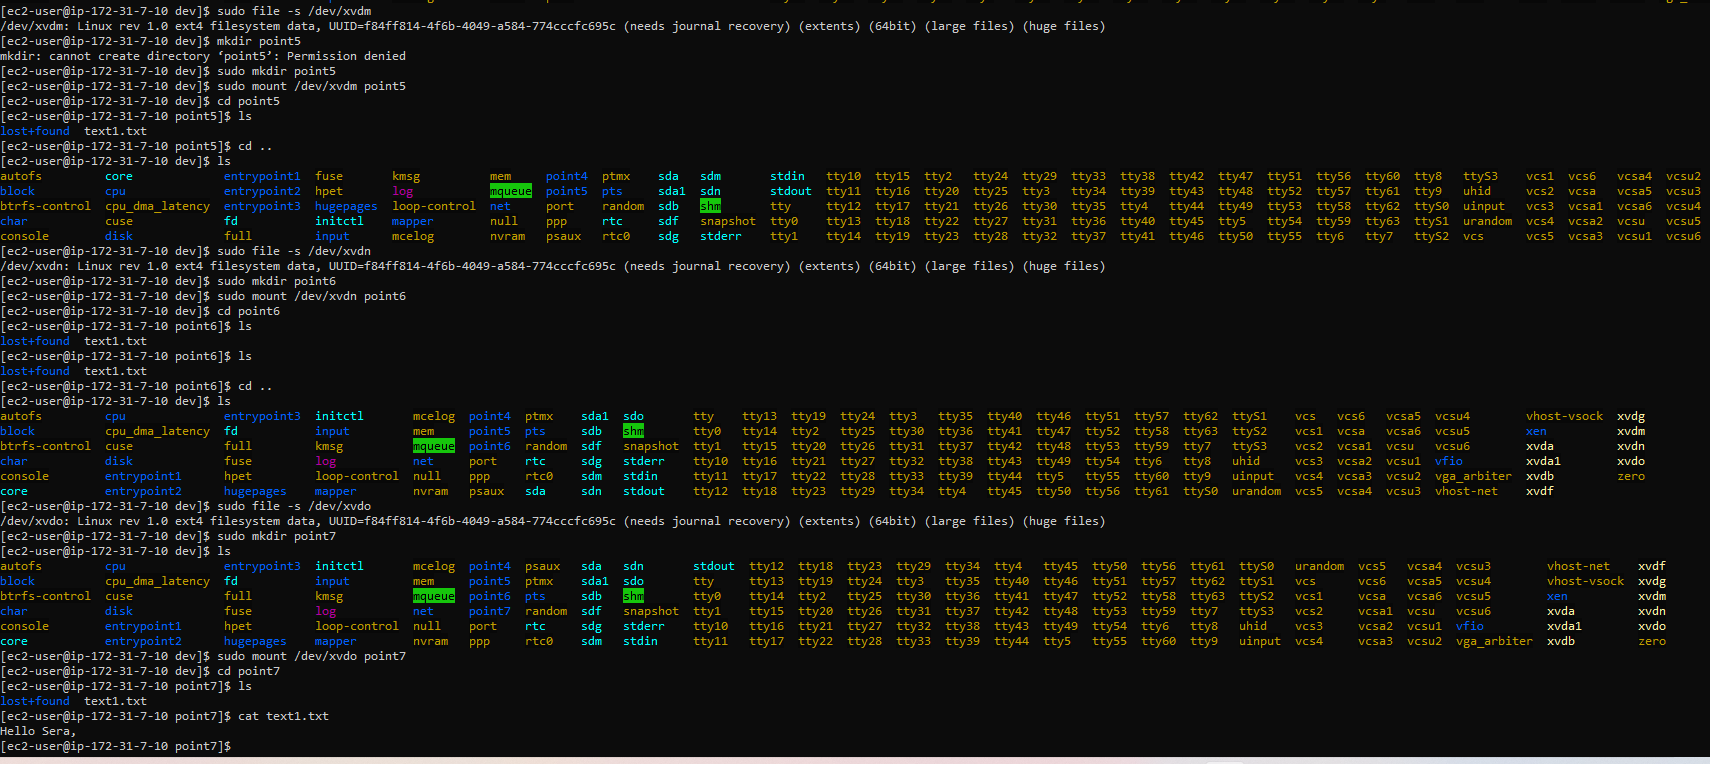 [ec2-user@ip-172-31-7-10 dev]$ sudo file -s /dev/xvdm
/dev/xvdm: Linux rev 1.0 ext4 filesystem data, UUID=f84ff814-4f6b-4049-a584-774cccfc695c (needs journal recovery) (extents) (64bit) (large files) (huge files)
[ec2-user@ip-172-31-7-10 dev]$ mkdir point5
mkdir: cannot create directory ‘point5’: Permission denied
[ec2-user@ip-172-31-7-10 dev]$ sudo mkdir point5
[ec2-user@ip-172-31-7-10 dev]$ sudo mount /dev/xvdm point5
[ec2-user@ip-172-31-7-10 dev]$ cd point5
[ec2-user@ip-172-31-7-10 point5]$ ls
lost+found  text1.txt
[ec2-user@ip-172-31-7-10 point5]$ cd ..
[ec2-user@ip-172-31-7-10 dev]$ ls
autofs core entrypoint1 fuse kmsg mem point4 ptmx sda sdm stdin tty10 tty15 tty2 tty24 tty29 tty33 tty38 tty42 tty47 tty51 tty56 tty60 tty8 ttyS3 vcs1 vcs6 vcsa4 vcsu2
block cpu entrypoint2 hpet log mqueue point5 pts sda1 sdn stdout tty11 tty16 tty20 tty25 tty3 tty34 tty39 tty43 tty48 tty52 tty57 tty61 tty9 uhid vcs2 vcsa vcsa5 vcsu3
btrfs-control cpu_dma_latency entrypoint3 hugepages loop-control net port random sdb shm tty tty12 tty17 tty21 tty26 tty30 tty35 tty4 tty44 tty49 tty53 tty58 tty62 ttyS0 uinput vcs3 vcsa1 vcsa6 vcsu4
char cuse fd initctl mapper null ppp rtc sdf snapshot tty0 tty13 tty18 tty22 tty27 tty31 tty36 tty40 tty45 tty5 tty54 tty59 tty63 ttyS1 urandom vcs4 vcsa2 vcsu vcsu5
console disk full input mcelog nvram psaux rtc0 sdg stderr tty1 tty14 tty19 tty23 tty28 tty32 tty37 tty41 tty46 tty50 tty55 tty6 tty7 ttyS2 vcs vcs5 vcsa3 vcsu1 vcsu6
[ec2-user@ip-172-31-7-10 dev]$ sudo file -s /dev/xvdn
/dev/xvdn: Linux rev 1.0 ext4 filesystem data, UUID=f84ff814-4f6b-4049-a584-774cccfc695c (needs journal recovery) (extents) (64bit) (large files) (huge files)
[ec2-user@ip-172-31-7-10 dev]$ sudo mkdir point6
[ec2-user@ip-172-31-7-10 dev]$ sudo mount /dev/xvdn point6
[ec2-user@ip-172-31-7-10 dev]$ cd point6
[ec2-user@ip-172-31-7-10 point6]$ ls
lost+found  text1.txt
[ec2-user@ip-172-31-7-10 point6]$ ls
lost+found  text1.txt
[ec2-user@ip-172-31-7-10 point6]$ cd ..
[ec2-user@ip-172-31-7-10 dev]$ ls
autofs cpu entrypoint3 initctl mcelog point4 ptmx sda1 sdo tty tty13 tty19 tty24 tty3 tty35 tty40 tty46 tty51 tty57 tty62 ttyS1 vcs vcs6 vcsa5 vcsu4 vhost-vsock xvdg
block cpu_dma_latency fd input mem point5 pts sdb shm tty0 tty14 tty2 tty25 tty30 tty36 tty41 tty47 tty52 tty58 tty63 ttyS2 vcs1 vcsa vcsa6 vcsu5 xen xvdm
btrfs-control cuse full kmsg mqueue point6 random sdf snapshot tty1 tty15 tty20 tty26 tty31 tty37 tty42 tty48 tty53 tty59 tty7 ttyS3 vcs2 vcsa1 vcsu vcsu6 xvda xvdn
char disk fuse log net port rtc sdg stderr tty10 tty16 tty21 tty27 tty32 tty38 tty43 tty49 tty54 tty6 tty8 uhid vcs3 vcsa2 vcsu1 vfio xvda1 xvdo
console entrypoint1 hpet loop-control null ppp rtc0 sdm stdin tty11 tty17 tty22 tty28 tty33 tty39 tty44 tty5 tty55 tty60 tty9 uinput vcs4 vcsa3 vcsu2 vga_arbiter xvdb zero
core entrypoint2 hugepages mapper nvram psaux sda sdn stdout tty12 tty18 tty23 tty29 tty34 tty4 tty45 tty50 tty56 tty61 ttyS0 urandom vcs5 vcsa4 vcsu3 vhost-net xvdf
[ec2-user@ip-172-31-7-10 dev]$ sudo file -s /dev/xvdo
/dev/xvdo: Linux rev 1.0 ext4 filesystem data, UUID=f84ff814-4f6b-4049-a584-774cccfc695c (needs journal recovery) (extents) (64bit) (large files) (huge files)
[ec2-user@ip-172-31-7-10 dev]$ sudo mkdir point7
[ec2-user@ip-172-31-7-10 dev]$ ls
autofs cpu entrypoint3 initctl mcelog point4 psaux sda sdn stdout tty12 tty18 tty23 tty29 tty34 tty4 tty45 tty50 tty56 tty61 ttyS0 urandom vcs5 vcsa4 vcsu3 vhost-net xvdf
block cpu_dma_latency fd input mem point5 ptmx sda1 sdo tty tty13 tty19 tty24 tty3 tty35 tty40 tty46 tty51 tty57 tty62 ttyS1 vcs vcs6 vcsa5 vcsu4 vhost-vsock xvdg
btrfs-control cuse full kmsg mqueue point6 pts sdb shm tty0 tty14 tty2 tty25 tty30 tty36 tty41 tty47 tty52 tty58 tty63 ttyS2 vcs1 vcsa vcsa6 vcsu5 xen xvdm
char disk fuse log net point7 random sdf snapshot tty1 tty15 tty20 tty26 tty31 tty37 tty42 tty48 tty53 tty59 tty7 ttyS3 vcs2 vcsa1 vcsu vcsu6 xvda xvdn
console entrypoint1 hpet loop-control null port rtc sdg stderr tty10 tty16 tty21 tty27 tty32 tty38 tty43 tty49 tty54 tty6 tty8 uhid vcs3 vcsa2 vcsu1 vfio xvda1 xvdo
core entrypoint2 hugepages mapper nvram ppp rtc0 sdm stdin tty11 tty17 tty22 tty28 tty33 tty39 tty44 tty5 tty55 tty60 tty9 uinput vcs4 vcsa3 vcsu2 vga_arbiter xvdb zero
[ec2-user@ip-172-31-7-10 dev]$ sudo mount /dev/xvdo point7
[ec2-user@ip-172-31-7-10 dev]$ cd point7
[ec2-user@ip-172-31-7-10 point7]$ ls
lost+found  text1.txt
[ec2-user@ip-172-31-7-10 point7]$ cat text1.txt
Hello Sera,
[ec2-user@ip-172-31-7-10 point7]$